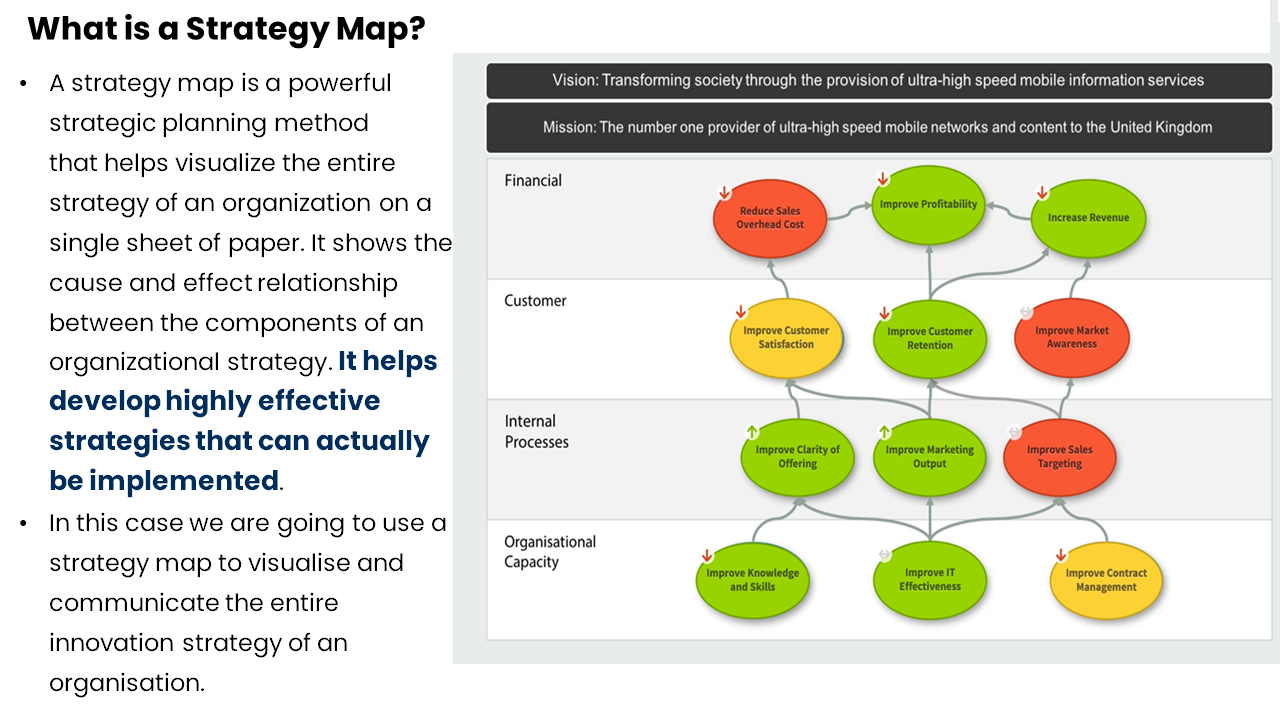 What is a Strategy Map?
• A strategy map is a powerful
strategic planning method
that helps visualize the entire
strategy of an organization on a
single sheet of paper. It shows the
cause and effect relationship
between the components of an
organizational strategy. It helps
develop highly effective
strategies that can actually
be implemented.
• In this case we are going to use a
strategy map to visualise and
communicate the entire
innovation strategy of an
organisation.
Vision: Transforming society through the provision of ultra-high speed mobile information services
Mission: The number one provider of ultra-high speed mobile networks and content to the United Kingdom
Financial
Reduce Sales
Overhead Cost
Improve Profitability
Increase Revenue
Customer
Improve Customer
Satisfaction
Improve Customer
Retention
Improve Market
Awareness
Internal
Processes
Improve Clarity of
Offering
Improve Marketing
Output
Improve Sales
Targeting
Organisational
Capacity
Improve Knowledge
and Skills
Improve IT
Effectiveness
Improve Contract
Management